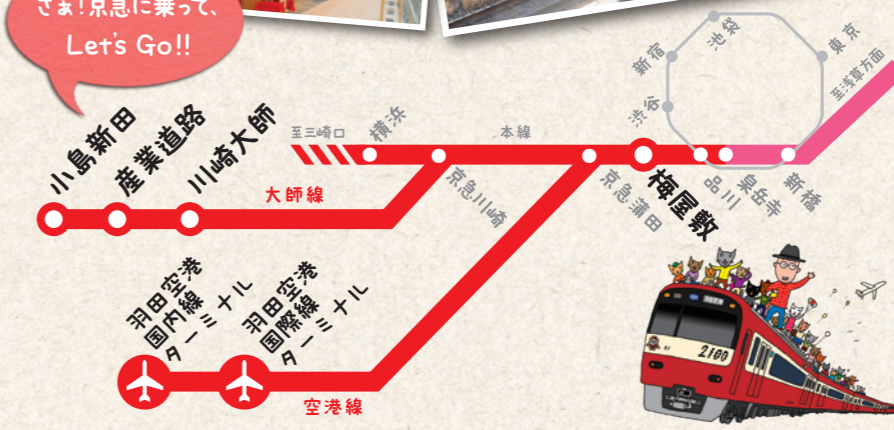 さぁ！京急に乗って、
Let's Go!!
小島新田
産業道路
川崎大師
大師線
至三崎口
横浜
本線
京急川崎
京急蒲田
梅屋敷
品川
泉岳寺
新橋
渋谷
新宿
池袋
東京
至浅草方面
羽田空港
国内線
ターミナル
羽田空港
国際線
ターミナル
空港線
2100